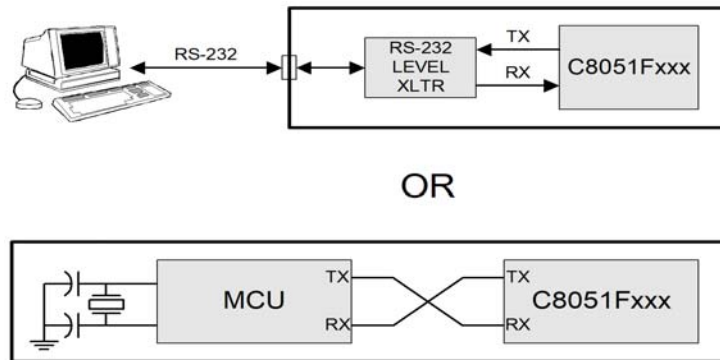 RS-232
RS-232
LEVEL
XLTR
TX
RX
C8051Fxxx
OR
MCU
TX
RX
TX
RX
C8051Fxxx